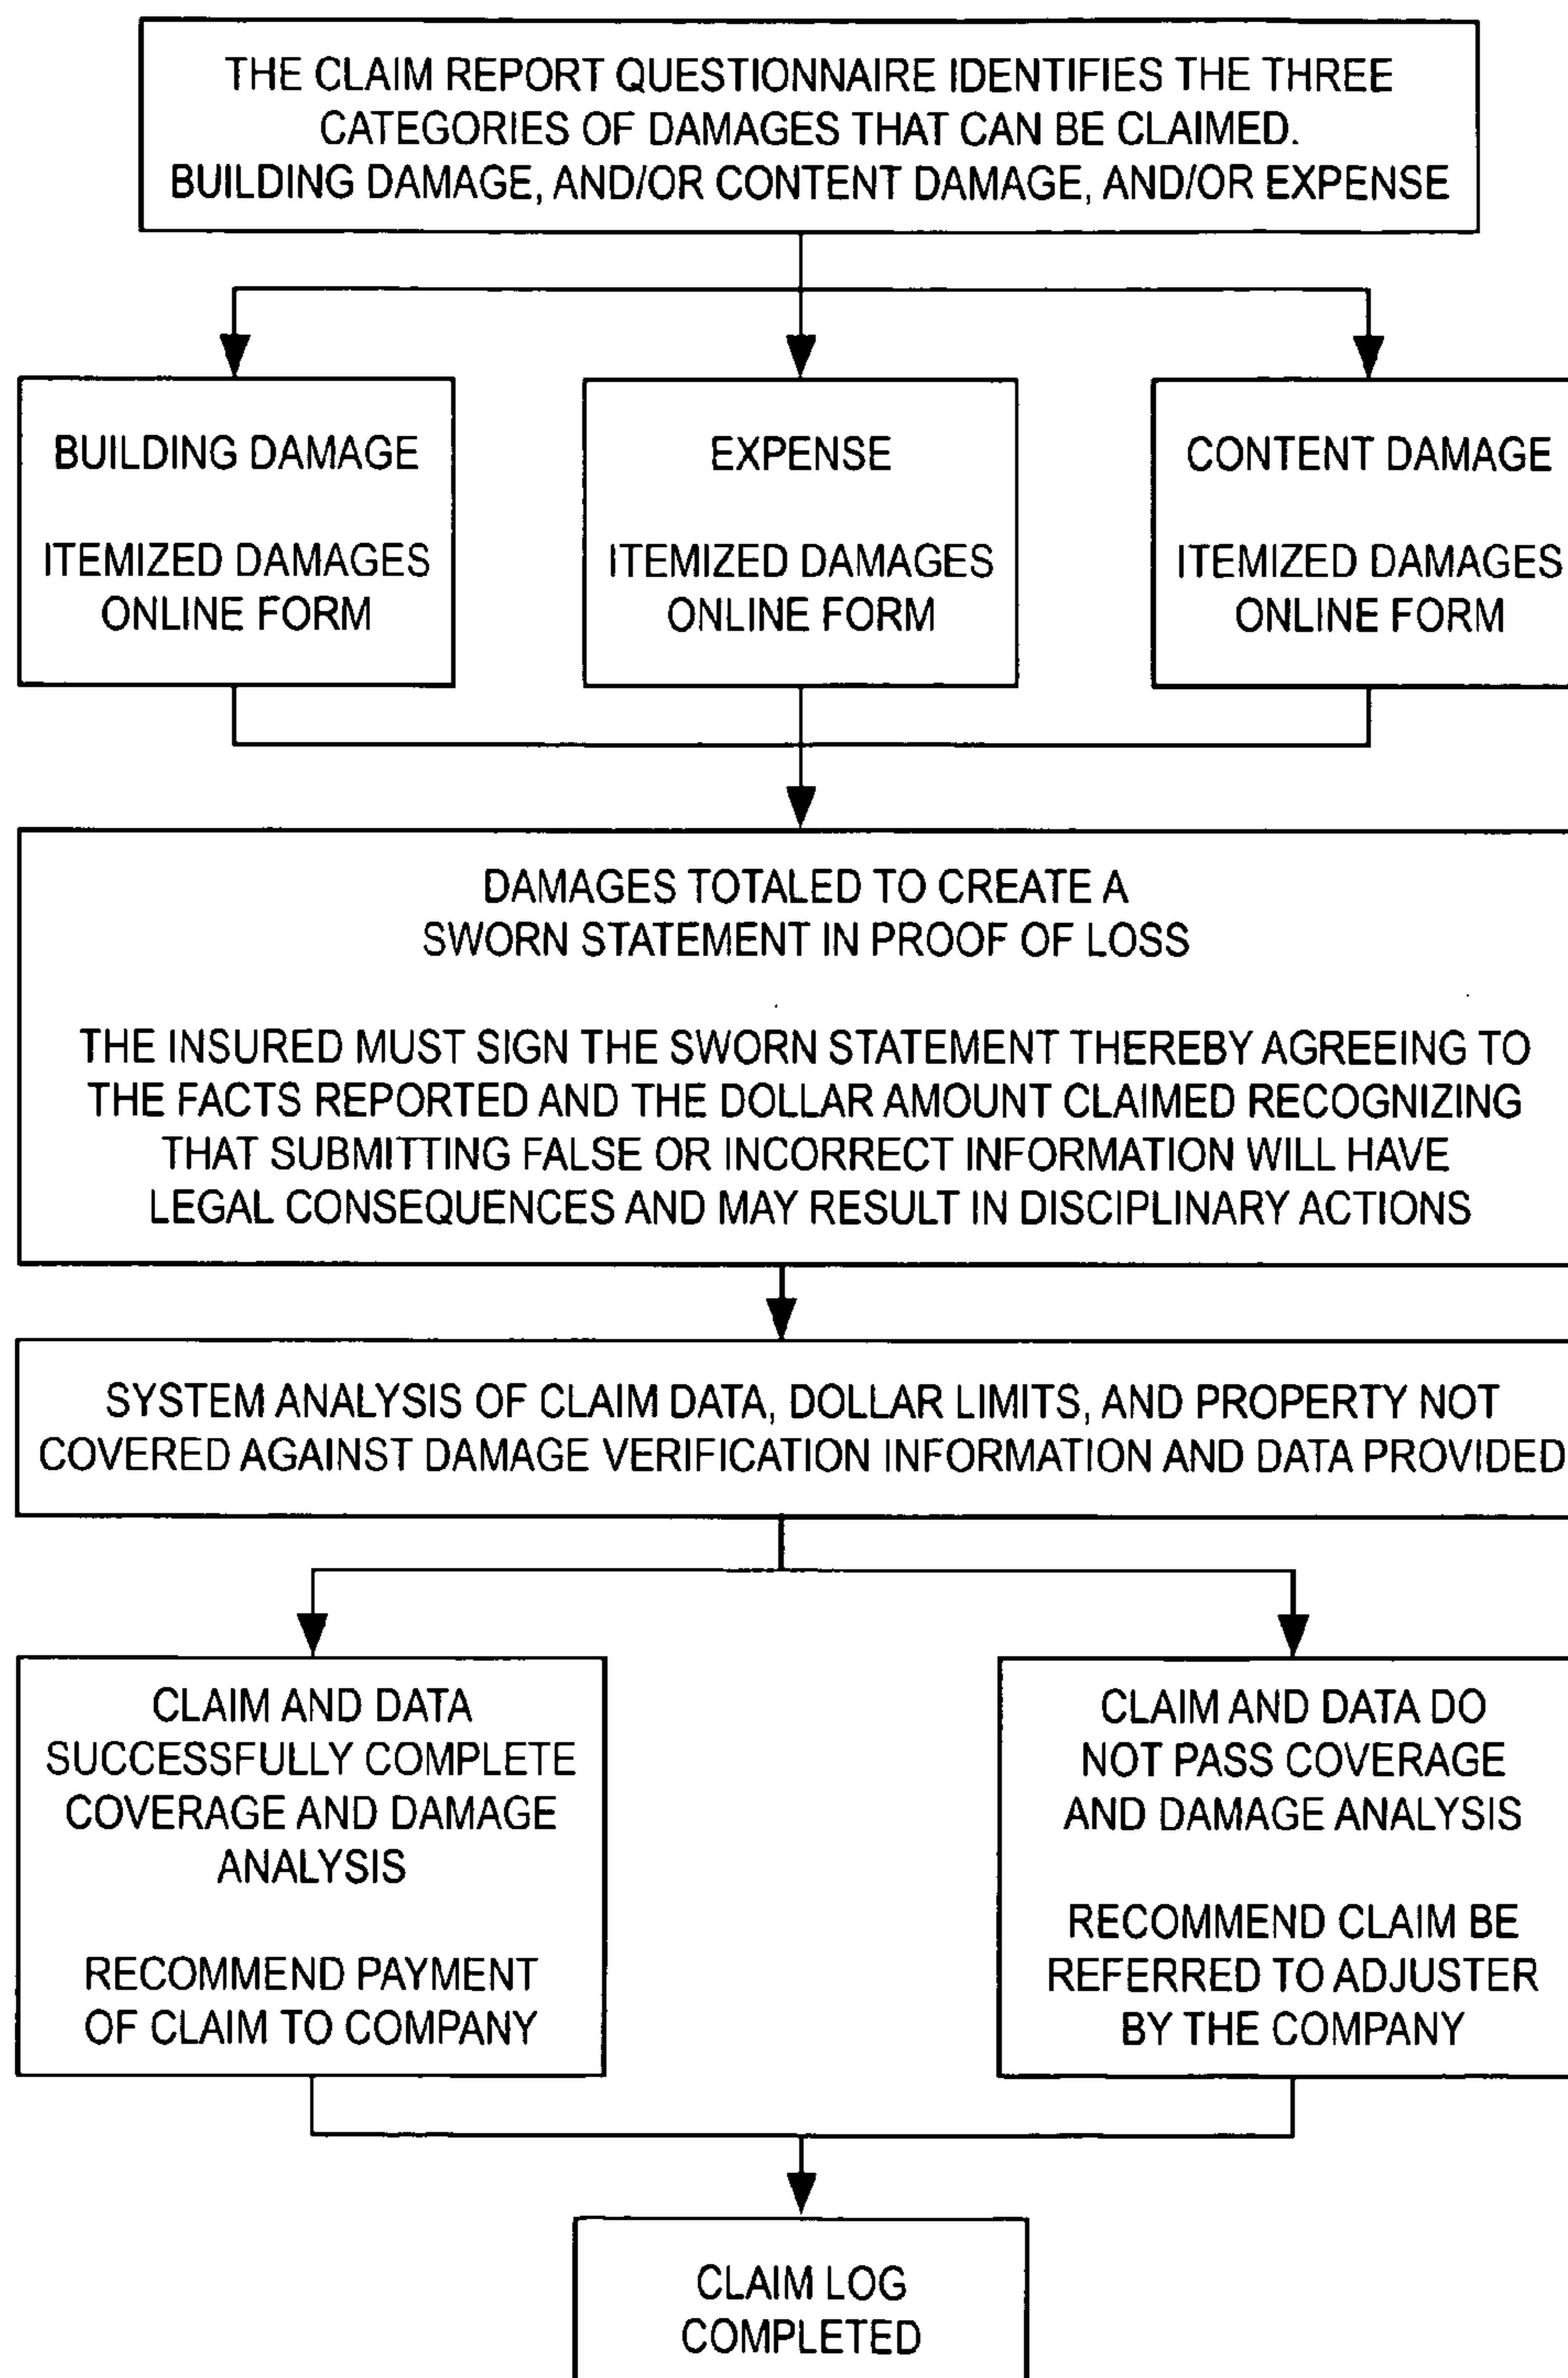 THE CLAIM REPORT QUESTIONNAIRE IDENTIFIES THE THREE
CATEGORIES OF DAMAGES THAT CAN BE CLAIMED.
BUILDING DAMAGE, AND/OR CONTENT DAMAGE, AND/OR EXPENSE
BUILDING DAMAGE
ITEMIZED DAMAGES
ONLINE FORM
EXPENSE
ITEMIZED DAMAGES
ONLINE FORM
CONTENT DAMAGE
ITEMIZED DAMAGES
ONLINE FORM
DAMAGES TOTALED TO CREATE A
SWORN STATEMENT IN PROOF OF LOSS
THE INSURED MUST SIGN THE SWORN STATEMENT THEREBY AGREEING TO
THE FACTS REPORTED AND THE DOLLAR AMOUNT CLAIMED RECOGNIZING
THAT SUBMITTING FALSE OR INCORRECT INFORMATION WILL HAVE
LEGAL CONSEQUENCES AND MAY RESULT IN DISCIPLINARY ACTIONS
SYSTEM ANALYSIS OF CLAIM DATA, DOLLAR LIMITS, AND PROPERTY NOT
COVERED AGAINST DAMAGE VERIFICATION INFORMATION AND DATA PROVIDED
CLAIM AND DATA
SUCCESSFULLY COMPLETE
COVERAGE AND DAMAGE
ANALYSIS
RECOMMEND PAYMENT
OF CLAIM TO COMPANY
CLAIM AND DATA DO
NOT PASS COVERAGE
AND DAMAGE ANALYSIS
RECOMMEND CLAIM BE
REFERRED TO ADJUSTER
BY THE COMPANY
CLAIM LOG
COMPLETED